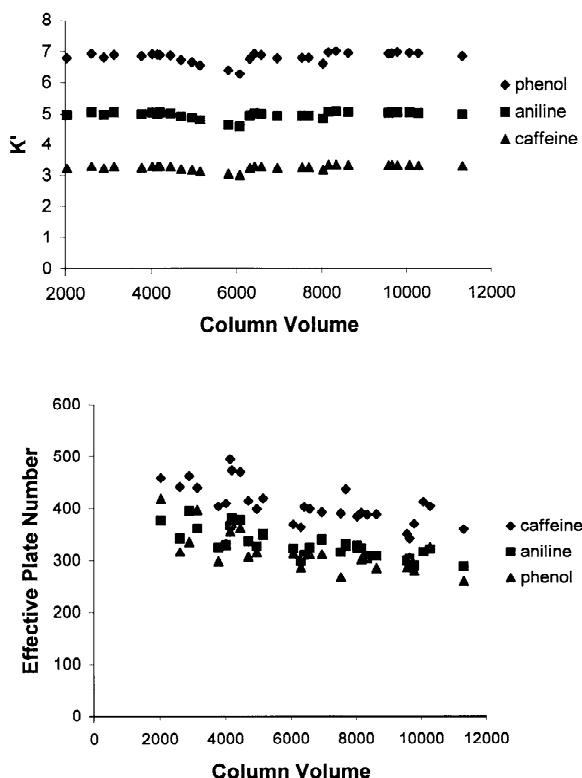 8
7
6
5
4
3
2
1
0
K'
2000 4000 6000 8000 10000 12000
Column Volume
phenol
aniline
caffeine
600
500
400
300
200
100
0
Effective Plate Number
0 2000 4000 6000 8000 10000 12000
Column Volume
caffeine
aniline
phenol